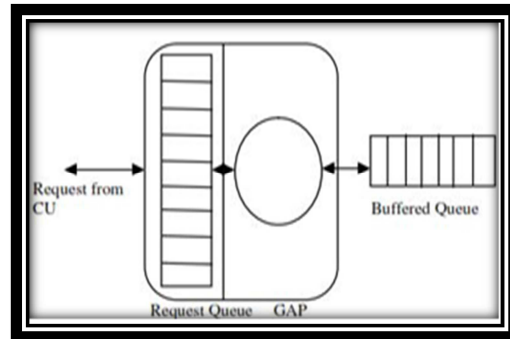 Request from
CU
Buffered Queue
Request Queue GAP